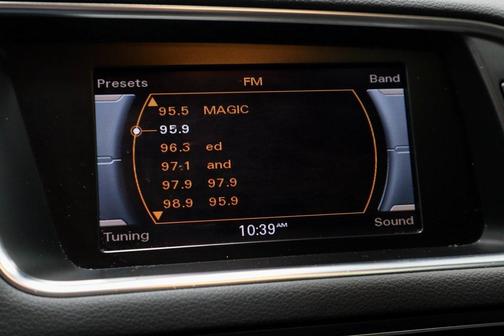 Presets FM Band
95.5 MAGIC
95.9
96.3 ed
97.1 and
97.9 97.9
98.9 95.9
Tuning 10:39AM Sound